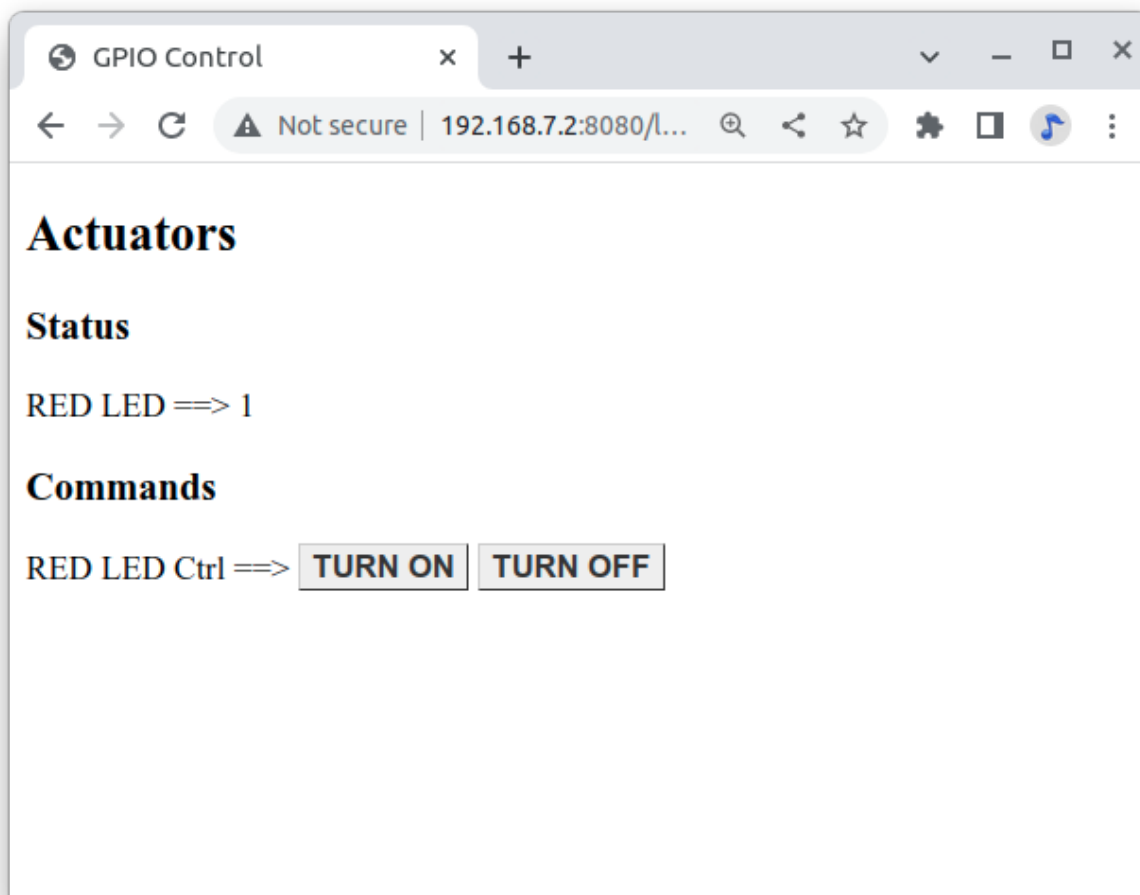 GPIO Control
Not secure | 192.168.7.2:8080/l...
Actuators
Status
RED LED ==> 1
Commands
RED LED Ctrl ==> TURN ON TURN OFF